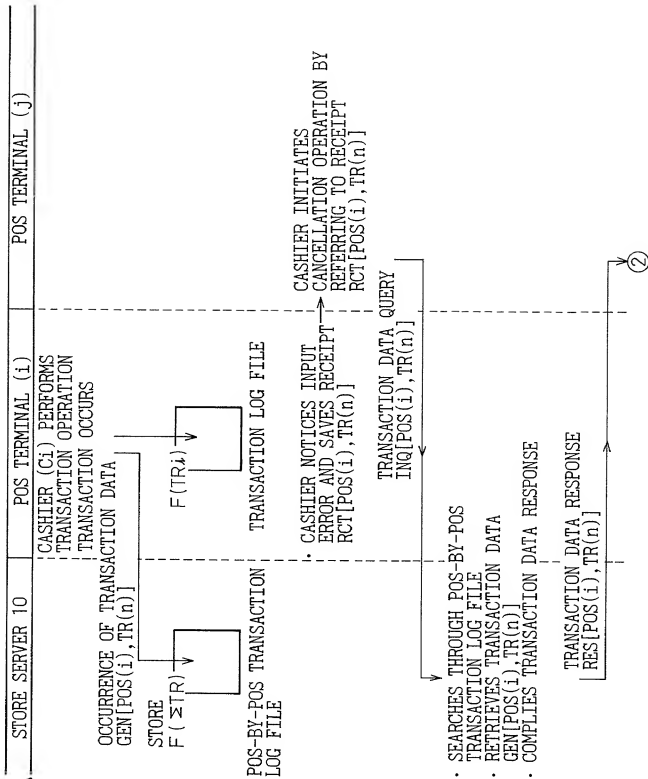 STORE SERVER 10
POS TERMINAL (i)
POS TERMINAL (j)
CASHIER (Ci) PERFORMS
TRANSACTION OPERATION
TRANSACTION OCCURS
OCCURRENCE OF TRANSACTION DATA
GEN[POS(i),TR(n)]
STORE
F(ΣTR)
F(TRi)
POS-BY-POS TRANSACTION
LOG FILE
TRANSACTION LOG FILE
· CASHIER NOTICES INPUT
ERROR AND SAVES RECEIPT
RCT[POS(i),TR(n)]
CASHIER INITIATES
CANCELLATION OPERATION BY
REFERRING TO RECEIPT
RCT[POS(i),TR(n)]
TRANSACTION DATA QUERY
INQ[POS(i),TR(n)]
· SEARCHES THROUGH POS-BY-POS
TRANSACTION LOG FILE
· RETRIEVES TRANSACTION DATA
GEN[POS(i),TR(n)]
· COMPLIES TRANSACTION DATA RESPONSE
TRANSACTION DATA RESPONSE
RES[POS(i),TR(n)]
②